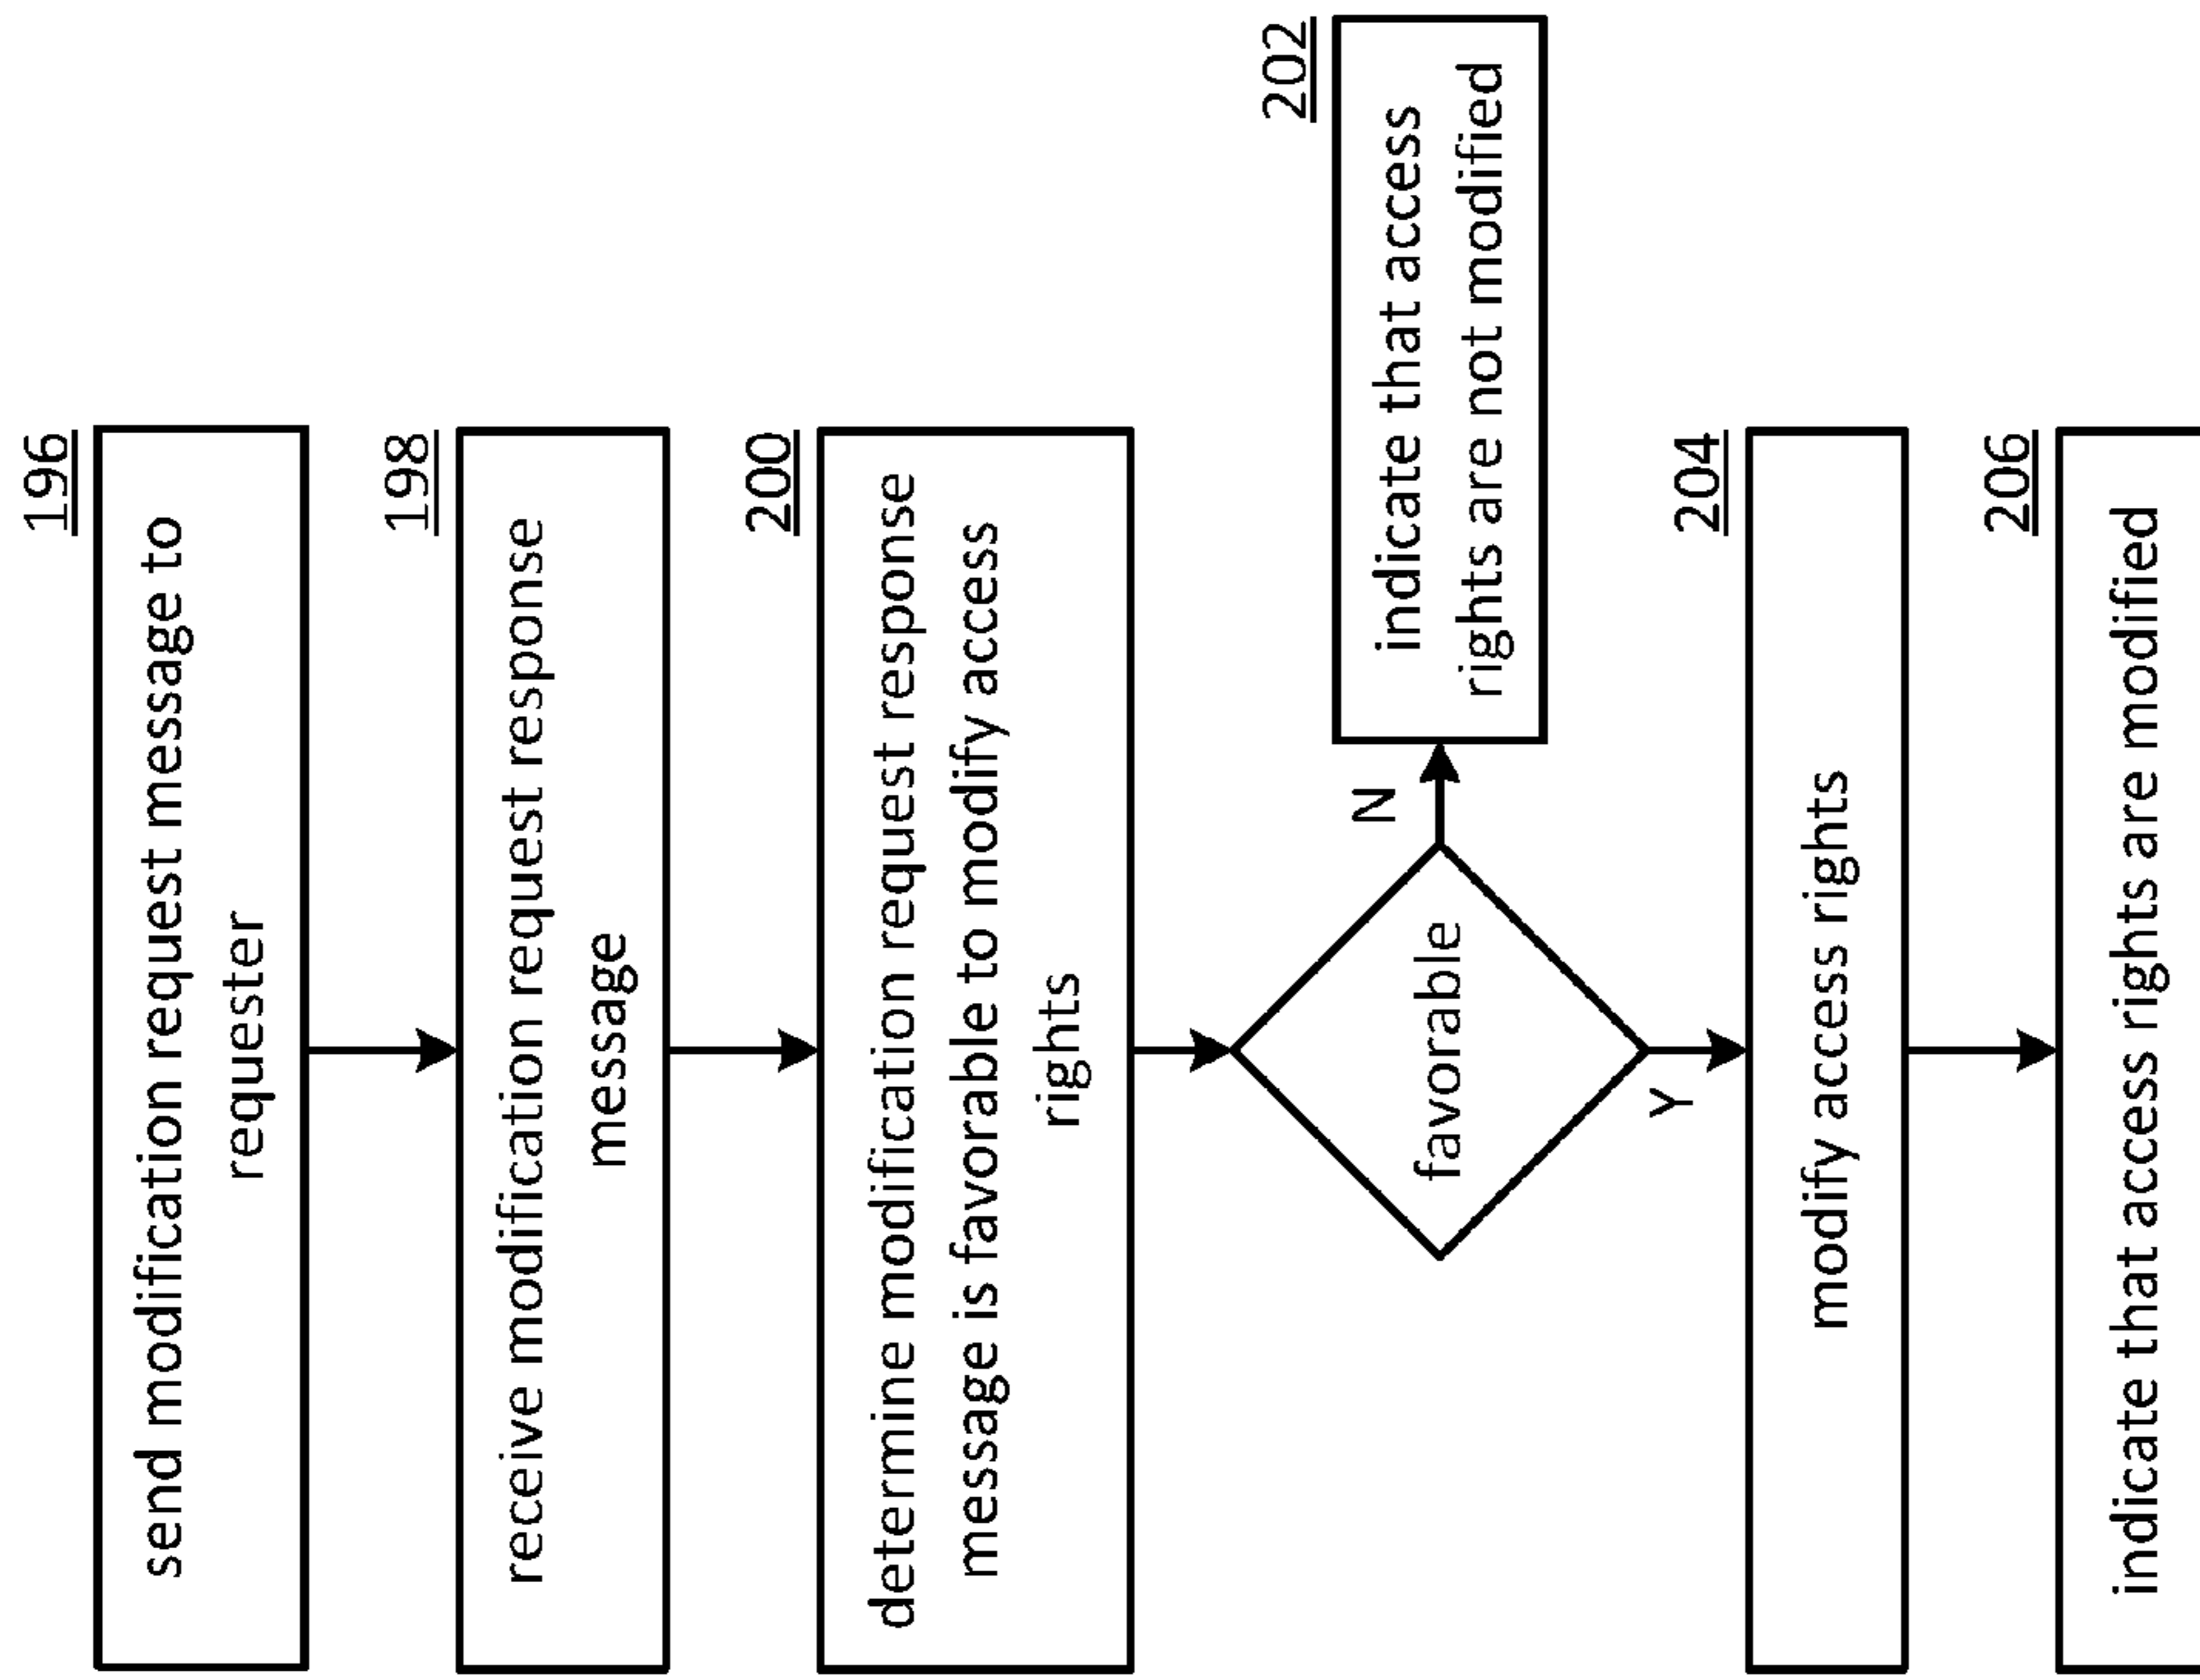 196
send modification request message to
requester
198
receive modification request response
message
200
determine modification request response
message is favorable to modify access
rights
favorable
N
202
indicate that access
rights are not modified
Y
204
modify access rights
206
indicate that access rights are modified